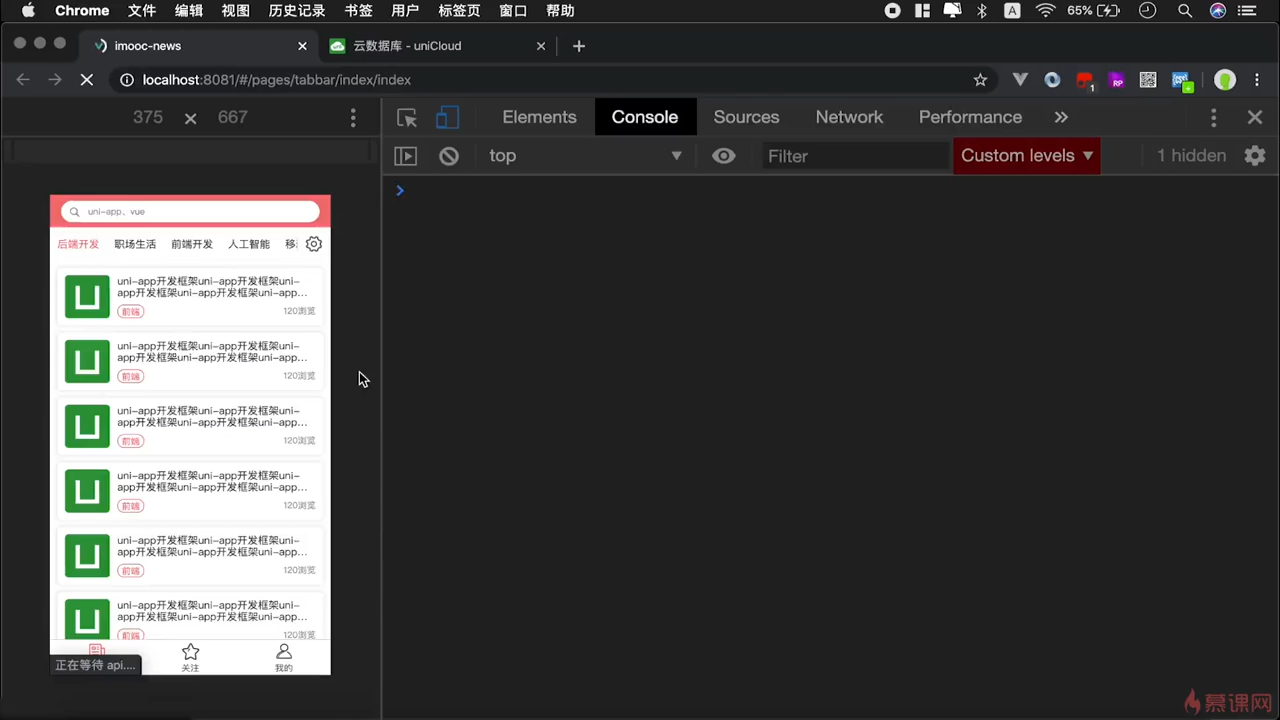 Chrome 文件 编辑 视图 历史记录 书签 用户 标签页 窗口 帮助 A 65%
imooc-news 云数据库 - uniCloud
localhost:8081/#/pages/tabbar/index/index RP 1
375 667 Elements Console Sources Network Performance
top Filter Custom levels 1 hidden
uni-app、vue
后端开发 职场生活 前端开发 人工智能 移
uni-app开发框架uni-app开发框架uni-
app开发框架uni-app开发框架uni-app...
前端 120浏览
uni-app开发框架uni-app开发框架uni-
app开发框架uni-app开发框架uni-app...
前端 120浏览
uni-app开发框架uni-app开发框架uni-
app开发框架uni-app开发框架uni-app...
前端 120浏览
uni-app开发框架uni-app开发框架uni-
app开发框架uni-app开发框架uni-app...
前端 120浏览
uni-app开发框架uni-app开发框架uni-
app开发框架uni-app开发框架uni-app...
前端 120浏览
uni-app开发框架uni-app开发框架uni-
app开发框架uni-app开发框架uni-app...
前端 120浏览
正在等待 api.... 关注 我的
慕课网